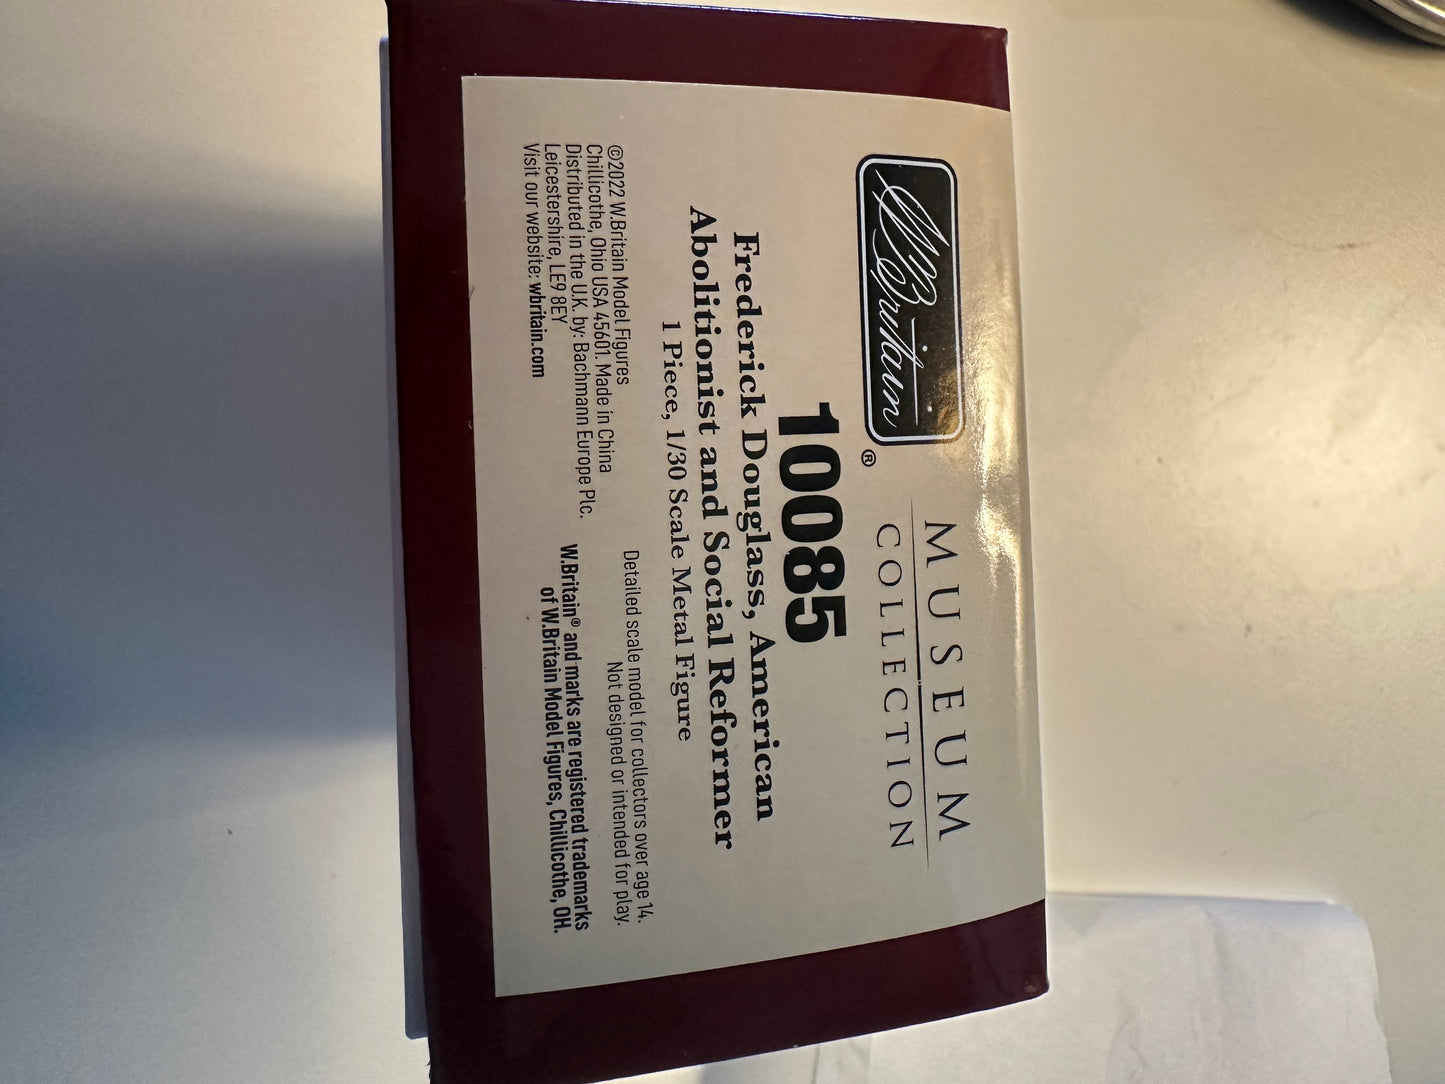 W Britain ®
MUSEUM
COLLECTION
10085
Frederick Douglass, American
Abolitionist and Social Reformer
1 Piece, 1/30 Scale Metal Figure
©2022 W.Britain Model Figures
Chillicothe, Ohio USA 45601. Made in China
Distributed in the U.K. by: Bachmann Europe Plc.
Leicestershire, LE9 8EY
Visit our website: wbritain.com
Detailed scale model for collectors over age 14.
Not designed or intended for play.
W.Britain® and marks are registered trademarks
of W.Britain Model Figures, Chillicothe, OH.